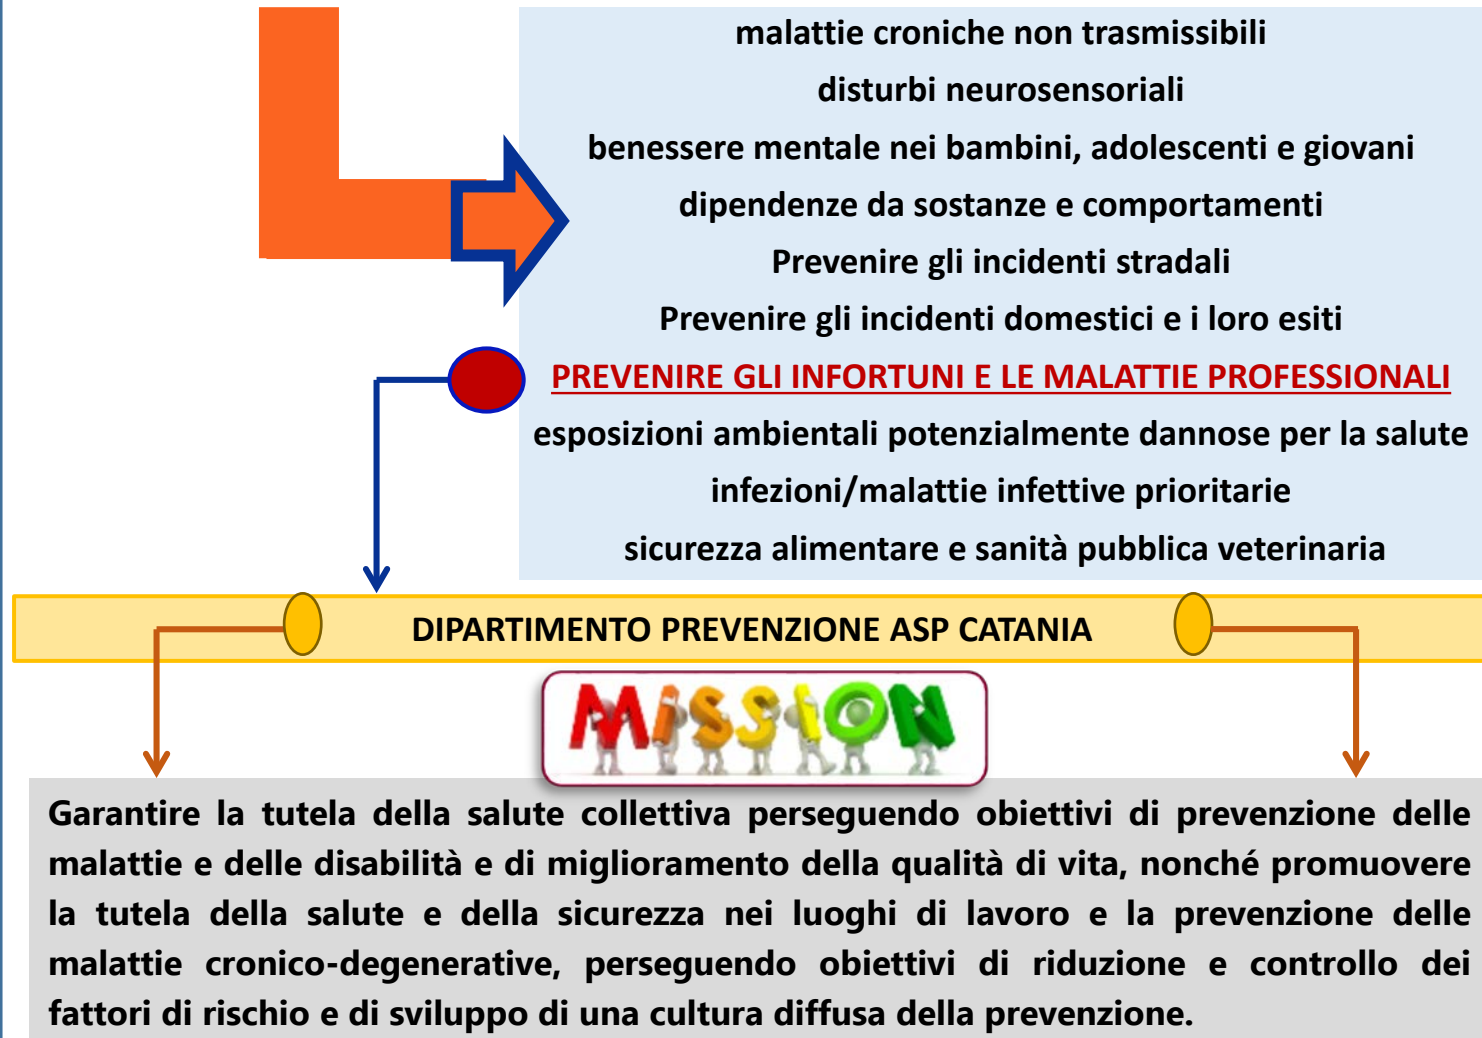 malattie croniche non trasmissibili
disturbi neurosensoriali
benessere mentale nei bambini, adolescenti e giovani
dipendenze da sostanze e comportamenti
Prevenire gli incidenti stradali
Prevenire gli incidenti domestici e i loro esiti
PREVENIRE GLI INFORTUNI E LE MALATTIE PROFESSIONALI
esposizioni ambientali potenzialmente dannose per la salute
infezioni/malattie infettive prioritarie
sicurezza alimentare e sanità pubblica veterinaria
DIPARTIMENTO PREVENZIONE ASP CATANIA
MiSSiON
Garantire la tutela della salute collettiva perseguendo obiettivi di prevenzione delle
malattie e delle disabilità e di miglioramento della qualità di vita, nonché promuovere
la tutela della salute e della sicurezza nei luoghi di lavoro e la prevenzione delle
malattie cronico-degenerative, perseguendo obiettivi di riduzione e controllo dei
fattori di rischio e di sviluppo di una cultura diffusa della prevenzione.